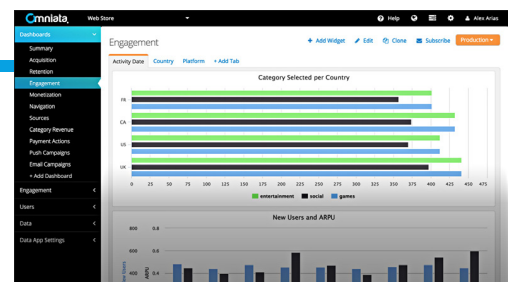 Omniata
Web Store
Help
Alex Arias
Dashboards
Summary
Acquisition
Retention
Engagement
Monetization
Navigation
Sources
Category Revenue
Payment Actions
Push Campaigns
Email Campaigns
+ Add Dashboard
Engagement
Users
Data
Data App Settings
Engagement
+ Add Widget
Edit
Clone
Subscribe
Production
Activity Date Country Platform + Add Tab
Category Selected per Country
FR
CA
US
UK
0 25 50 75 100 125 150 175 200 225 250 275 300 325 350 375 400 425 450 475
entertainment social games
New Users and ARPU
800 0.8
600 0.6
400 0.4
New Users
ARPU